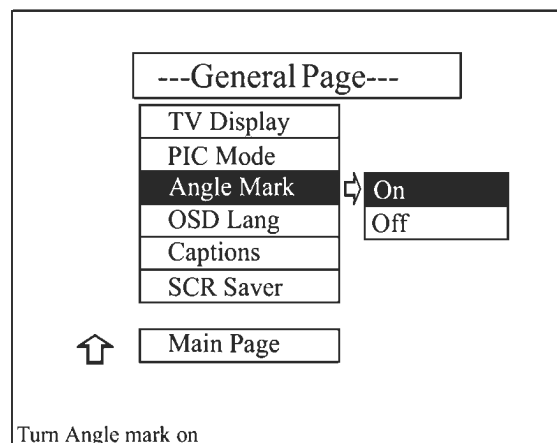 ---General Page---
TV Display
PIC Mode
Angle Mark
On
OSD Lang
Off
Captions
SCR Saver
Main Page
Turn Angle mark on